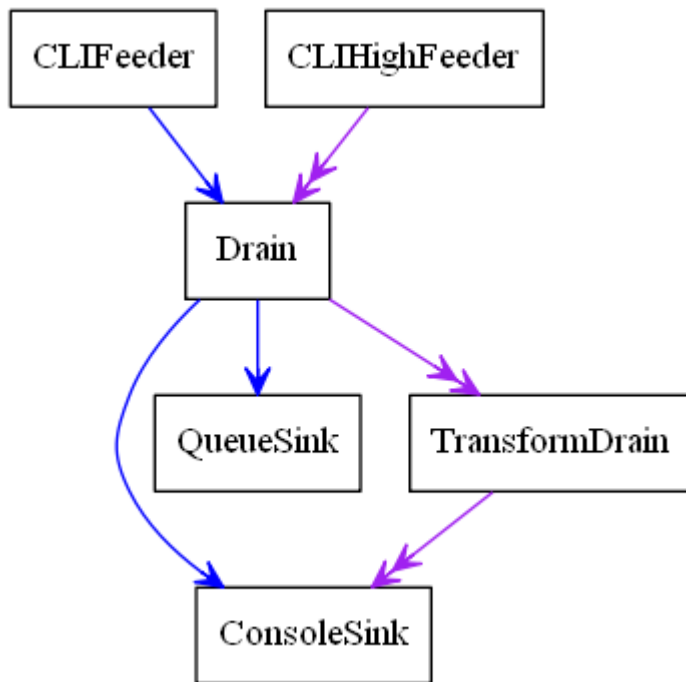 CLIFeeder
CLIHighFeeder
Drain
QueueSink
TransformDrain
ConsoleSink